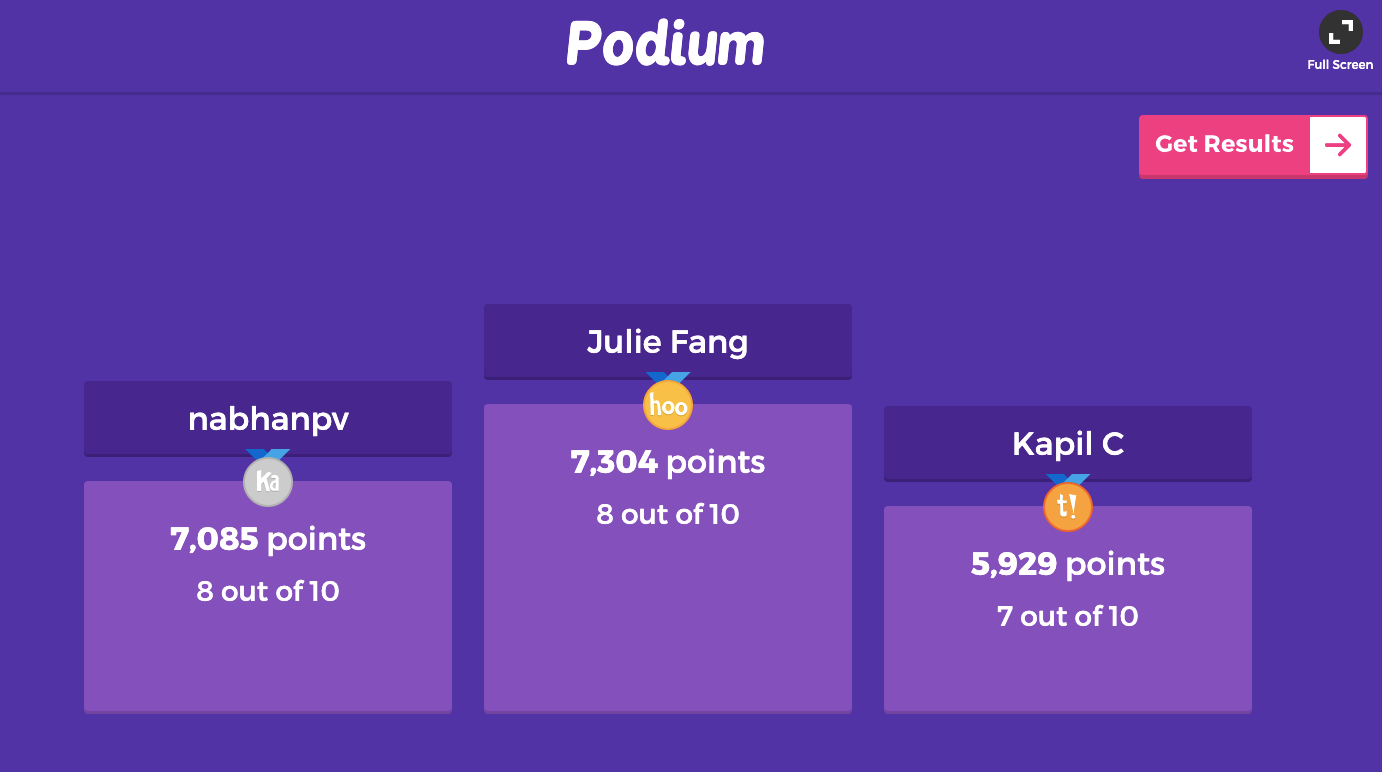 Podium
Full Screen
Get Results
Julie Fang
hoo
7,304 points
8 out of 10
nabhanpv
Ka
7,085 points
8 out of 10
Kapil C
t!
5,929 points
7 out of 10